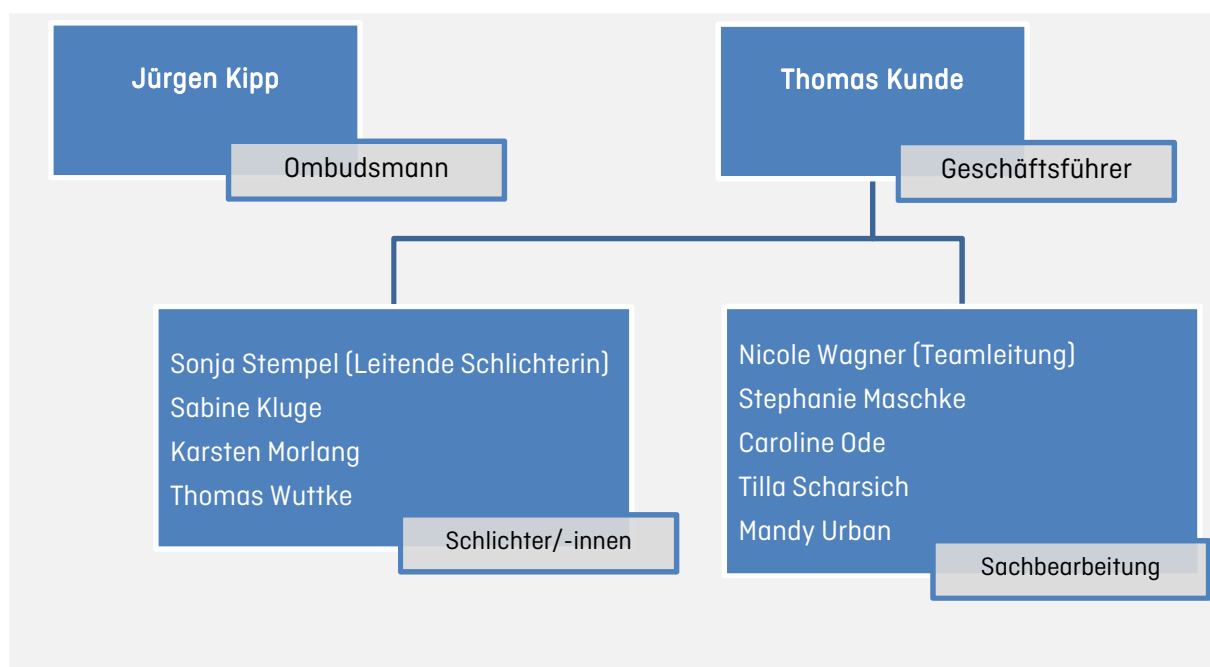 Jürgen Kipp
Ombudsmann
Thomas Kunde
Geschäftsführer
Sonja Stempel (Leitende Schlichterin)
Sabine Kluge
Karsten Morlang
Thomas Wuttke
Schlichter/-innen
Nicole Wagner (Teamleitung)
Stephanie Maschke
Caroline Ode
Tilla Scharsich
Mandy Urban
Sachbearbeitung